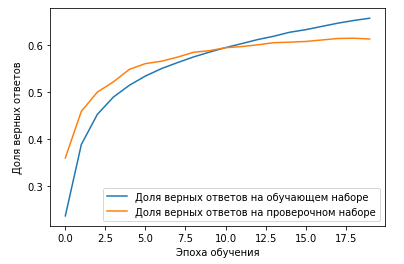 0.6
0.5
0.4
0.3
Доля верных ответов
Доля верных ответов на обучающем наборе
Доля верных ответов на проверочном наборе
0.0 2.5 5.0 7.5 10.0 12.5 15.0 17.5
Эпоха обучения